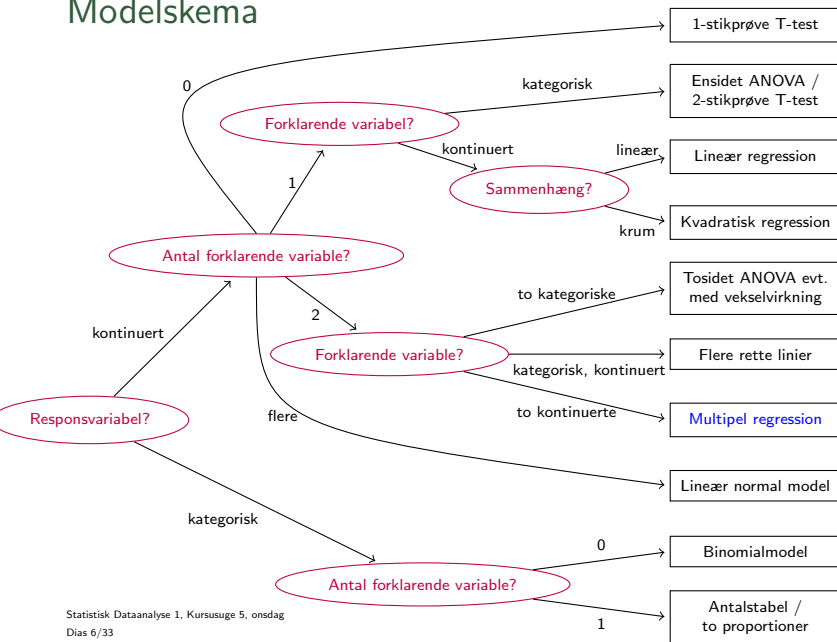 Modelskema
1-stikprøve T-test
0
kategorisk
Ensidet ANOVA /
2-stikprøve T-test
Forklarende variabel?
kontinuert
lineær
Lineær regression
1
Sammenhæng?
krum
Kvadratisk regression
Antal forklarende variable?
Tosidet ANOVA evt.
med vekselvirkning
to kategoriske
2
kontinuert
Forklarende variable?
Flere rette linier
kategorisk, kontinuert
to kontinuerte
Multipel regression
Responsvariabel?
flere
Lineær normal model
kategorisk
0
Binomialmodel
Antal forklarende variable?
1
Antalstabel /
to proportioner
Statistisk Dataanalyse 1, Kursusuge 5, onsdag
Dias 6/33